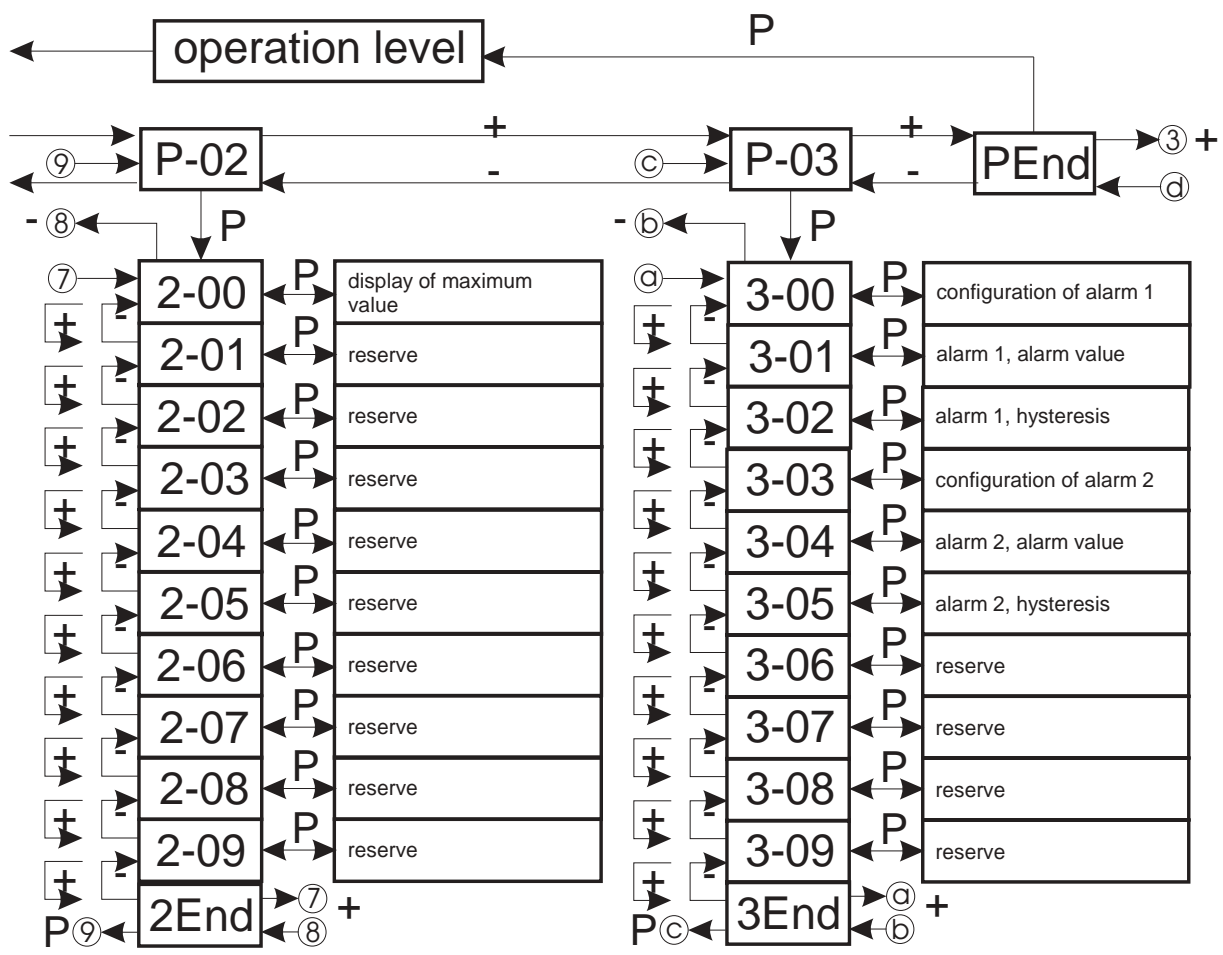 operation level
P
P-02
+
-
P-03
+
-
PEnd
3 +
d
9
c
- 8
P
- b
P
7
2-00
P
display of maximum
value
+
-
2-01
P
reserve
+
-
2-02
P
reserve
+
-
2-03
P
reserve
+
-
2-04
P
reserve
+
-
2-05
P
reserve
+
-
2-06
P
reserve
+
-
2-07
P
reserve
+
-
2-08
P
reserve
+
-
2-09
P
reserve
+
-
2End
7 +
8
P 9
a
3-00
P
configuration of alarm 1
+
-
3-01
P
alarm 1, alarm value
+
-
3-02
P
alarm 1, hysteresis
+
-
3-03
P
configuration of alarm 2
+
-
3-04
P
alarm 2, alarm value
+
-
3-05
P
alarm 2, hysteresis
+
-
3-06
P
reserve
+
-
3-07
P
reserve
+
-
3-08
P
reserve
+
-
3-09
P
reserve
+
-
3End
a +
b
P c